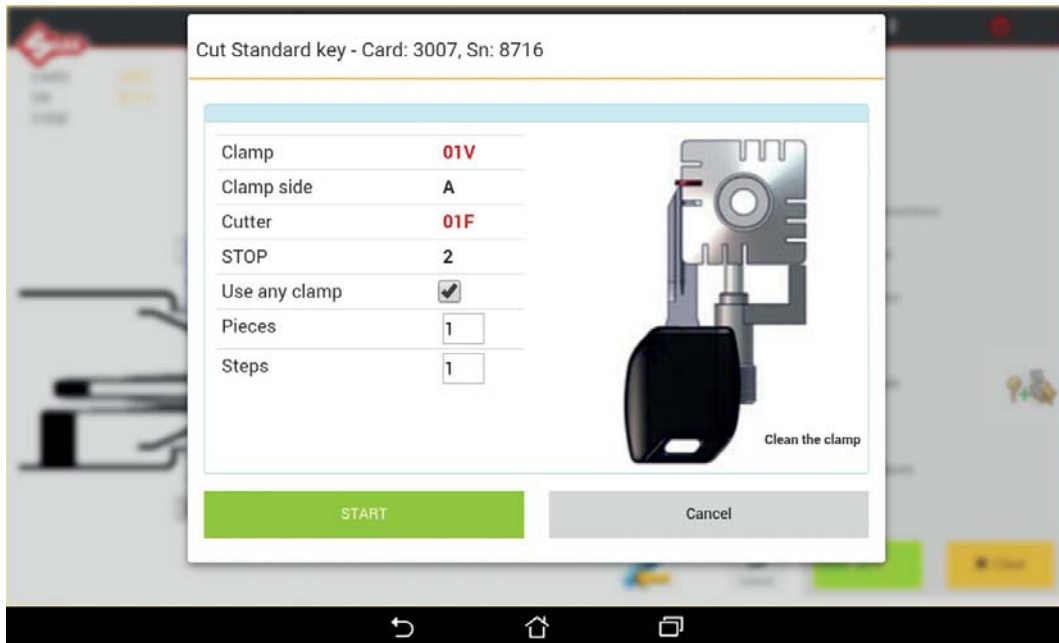 Cut Standard key - Card: 3007, Sn: 8716
Clamp 01V
Clamp side A
Cutter 01F
STOP 2
Use any clamp
Pieces 1
Steps 1
Clean the clamp
START Cancel